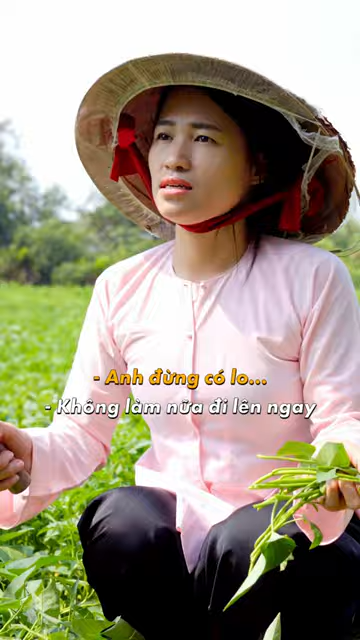 - Anh đừng có lo...
- Không làm nữa đi lên ngay